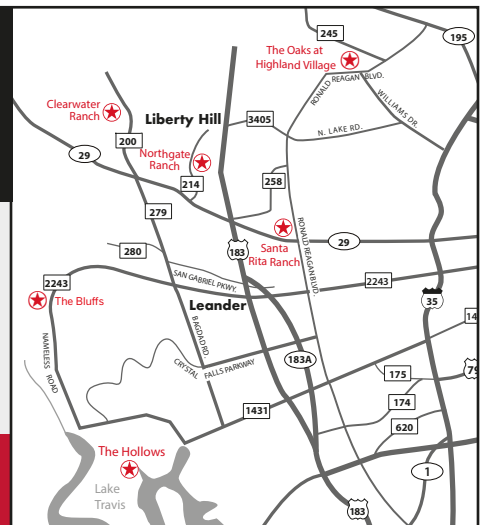 245
195
The Oaks at
Highland Village
RONALD REAGAN BLVD.
WILLIAMS DR.
Clearwater
Ranch
Liberty Hill
3405
N. LAKE RD.
200
29
Northgate
Ranch
214
258
279
Santa
Rita Ranch
RONALD REAGAN BLVD.
29
183
280
2243
SAN GABRIEL PKWY.
2243
The Bluffs
Leander
35
14
BAGDAD RD.
NAMELESS ROAD
183A
CRYSTAL FALLS PARKWAY
175
79
174
1431
620
The Hollows
1
Lake
Travis
183